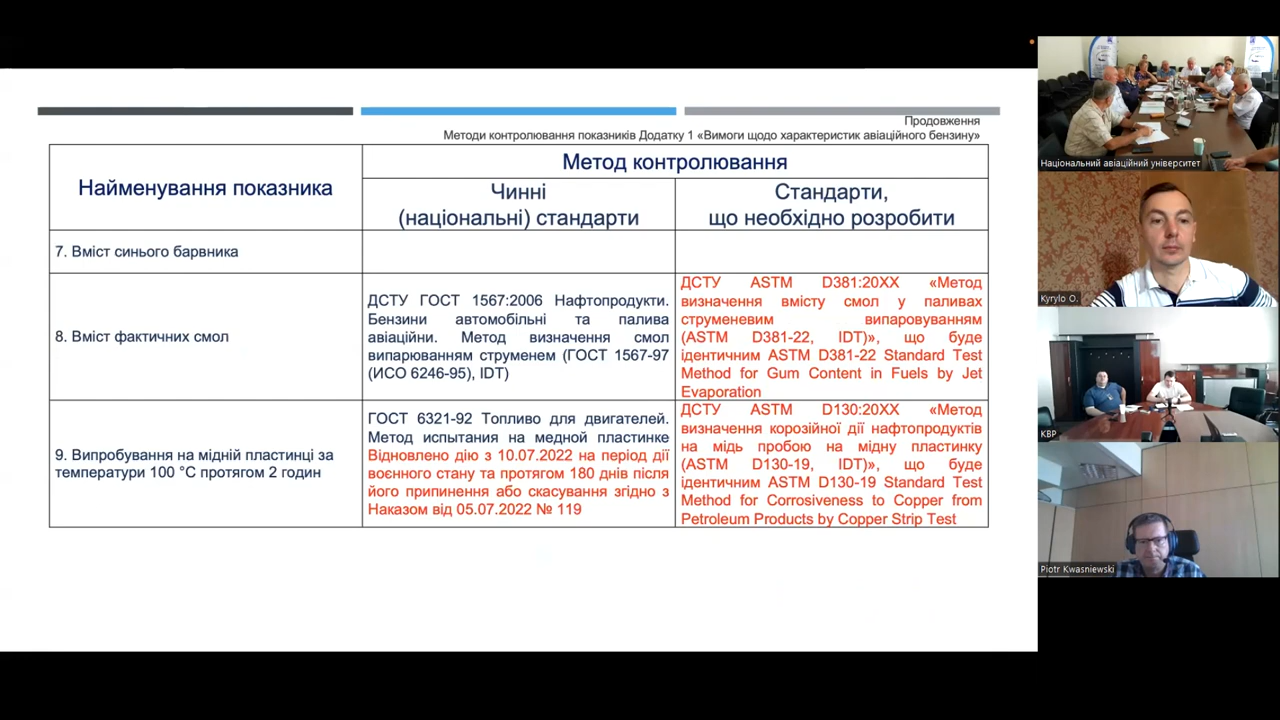 Продовження
Методи контролювання показників Додатку 1 «Вимоги щодо характеристик авіаційного бензину»
Найменування показника
Метод контролювання
Чинні
(національні) стандарти
Стандарти,
що необхідно розробити
7. Вміст синього барвника
8. Вміст фактичних смол
ДСТУ ГОСТ 1567:2006 Нафтопродукти.
Бензини автомобільні та палива
авіаційні. Метод визначення смол
випарюванням струменем (ГОСТ 1567-97
(ИСО 6246-95), IDT)
ДСТУ ASTM D381:20XX «Метод
визначення вмісту смол у паливах
струменевим випаровуванням
(ASTM D381-22, IDT)», що буде
ідентичним ASTM D381-22 Standard Test
Method for Gum Content in Fuels by Jet
Evaporation
9. Випробування на мідній пластинці за
температури 100 °С протягом 2 годин
ГОСТ 6321-92 Топливо для двигателей.
Метод испытания на медной пластинке
Відновлено дію з 10.07.2022 на період дії
воєнного стану та протягом 180 днів після
його припинення або скасування згідно з
Наказом від 05.07.2022 № 119
ДСТУ ASTM D130:20XX «Метод
визначення корозійної дії нафтопродуктів
на мідь пробою на мідну пластинку
(ASTM D130-19, IDT)», що буде
ідентичним ASTM D130-19 Standard Test
Method for Corrosiveness to Copper from
Petroleum Products by Copper Strip Test
Національний авіаційний університет
Kyrylo O.
KBP
Piotr Kwasniewski